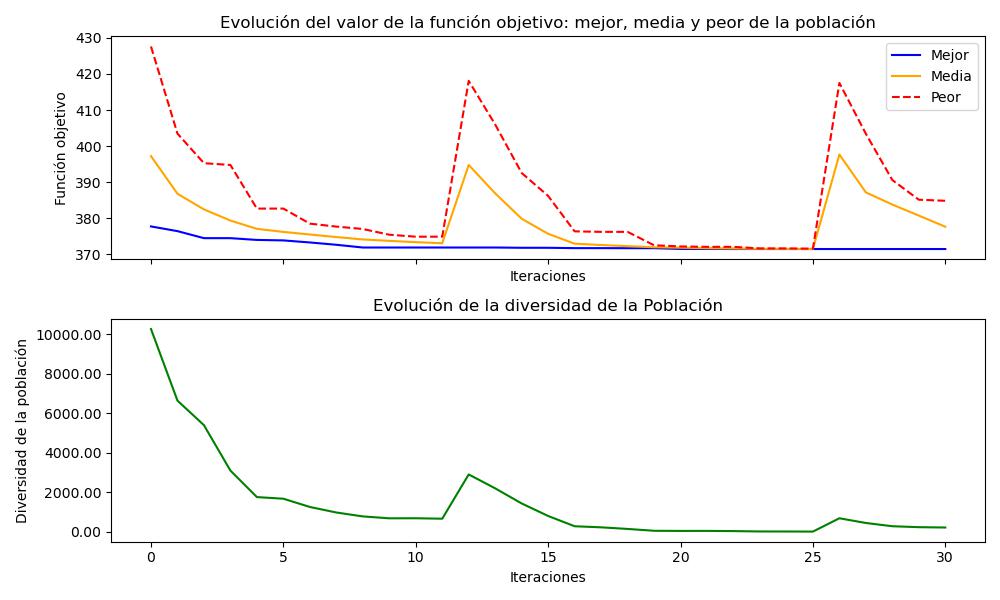 Evolución del valor de la función objetivo: mejor, media y peor de la población
Función objetivo
430
420
410
400
390
380
370
Mejor
Media
Peor
Iteraciones
Evolución de la diversidad de la Población
Diversidad de la población
10000.00
8000.00
6000.00
4000.00
2000.00
0.00
0 5 10 15 20 25 30
Iteraciones